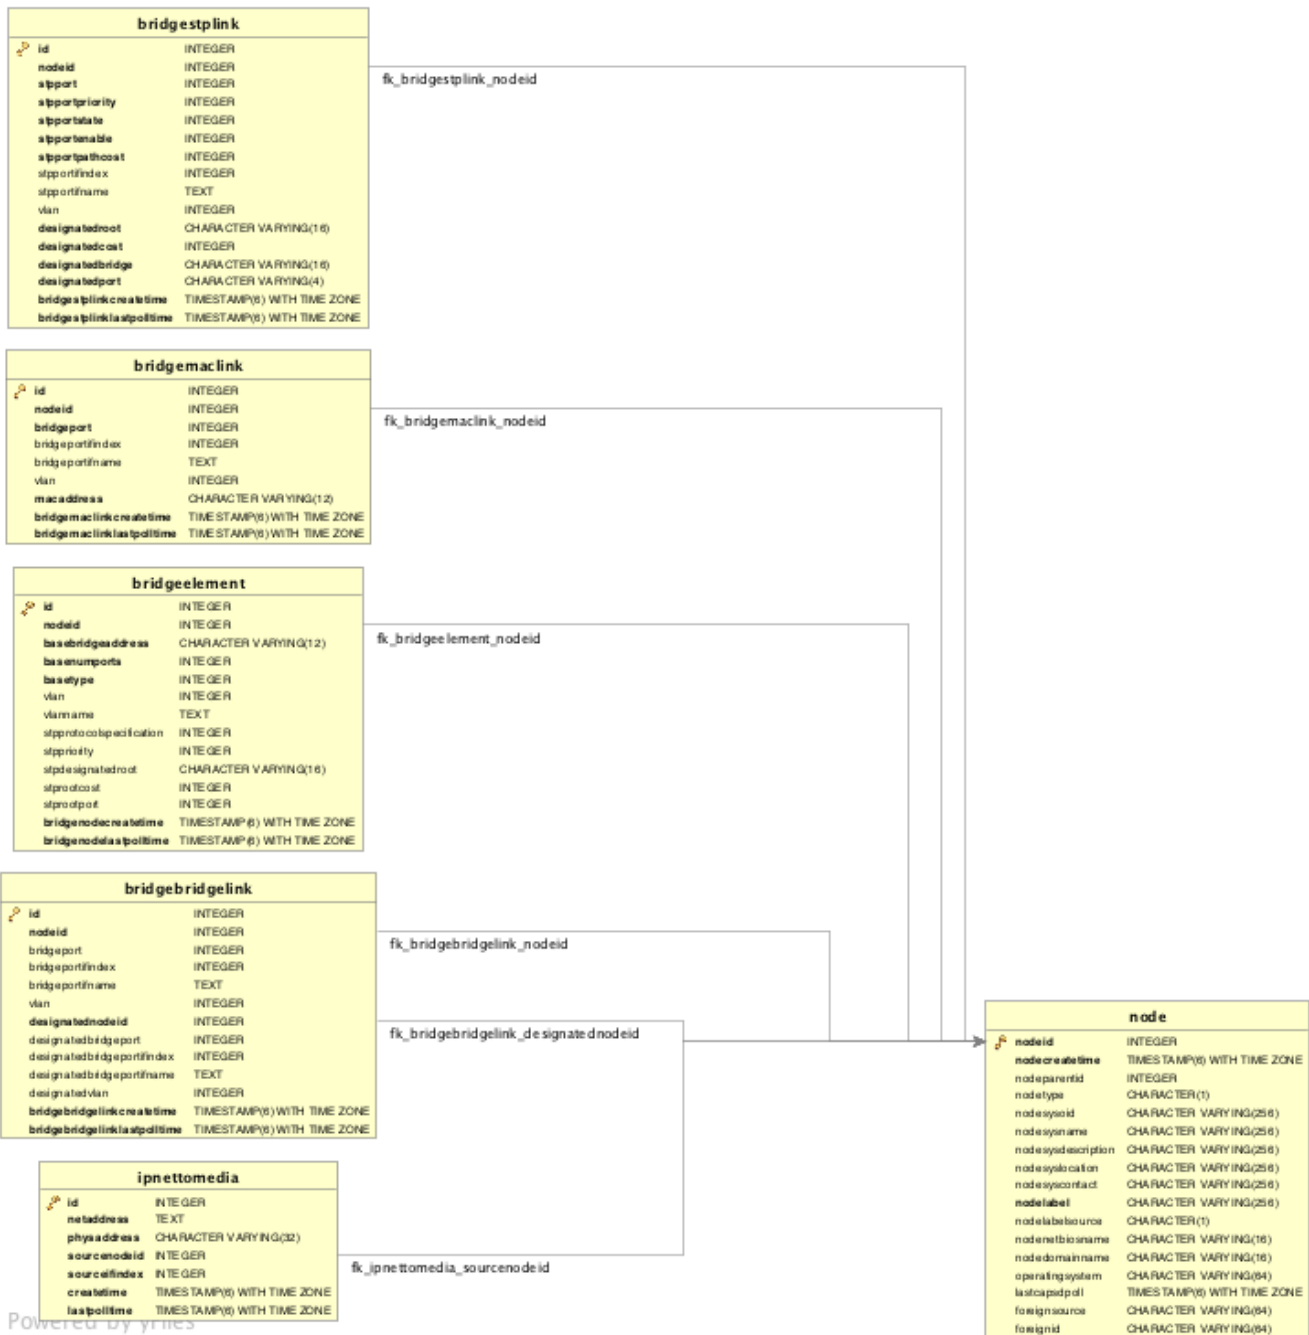 bridgestplink
id INTEGER
nodeid INTEGER
stpport INTEGER
stpportpriority INTEGER
stpportstate INTEGER
stpportenable INTEGER
stpportpathcost INTEGER
stpportifindex INTEGER
stpportifname TEXT
vlan INTEGER
designatedroot CHARACTER VARYING(16)
designatedcost INTEGER
designatedbridge CHARACTER VARYING(16)
designatedport CHARACTER VARYING(4)
bridgestplinkcreatetime TIMESTAMP(6) WITH TIME ZONE
bridgestplinklastpolltime TIMESTAMP(6) WITH TIME ZONE
fk_bridgestplink_nodeid
bridgemaclink
id INTEGER
nodeid INTEGER
bridgeport INTEGER
bridgeportifindex INTEGER
bridgeportifname TEXT
vlan INTEGER
macaddress CHARACTER VARYING(12)
bridgemaclinkcreatetime TIMESTAMP(6) WITH TIME ZONE
bridgemaclinklastpolltime TIMESTAMP(6) WITH TIME ZONE
fk_bridgemaclink_nodeid
bridgeelement
id INTEGER
nodeid INTEGER
basebridgeaddress CHARACTER VARYING(12)
basenumports INTEGER
basetype INTEGER
vlan INTEGER
vlanname TEXT
stpprotocolspecification INTEGER
stppriority INTEGER
stpdesignatedroot CHARACTER VARYING(16)
stprootcost INTEGER
stprootport INTEGER
bridgenodecreatetime TIMESTAMP(6) WITH TIME ZONE
bridgenodelastpolltime TIMESTAMP(6) WITH TIME ZONE
fk_bridgeelement_nodeid
bridgebridgelink
id INTEGER
nodeid INTEGER
bridgeport INTEGER
bridgeportifindex INTEGER
bridgeportifname TEXT
vlan INTEGER
designatednodeid INTEGER
designatedbridgeport INTEGER
designatedbridgeportifindex INTEGER
designatedbridgeportifname TEXT
designatedvlan INTEGER
bridgebridgelinkcreatetime TIMESTAMP(6) WITH TIME ZONE
bridgebridgelinklastpolltime TIMESTAMP(6) WITH TIME ZONE
fk_bridgebridgelink_nodeid
fk_bridgebridgelink_designatednodeid
ipnettomedia
id INTEGER
netaddress TEXT
physaddress CHARACTER VARYING(32)
sourcenodeid INTEGER
sourceifindex INTEGER
createtime TIMESTAMP(6) WITH TIME ZONE
lastpolltime TIMESTAMP(6) WITH TIME ZONE
fk_ipnettomedia_sourcenodeid
node
nodeid INTEGER
nodecreatetime TIMESTAMP(6) WITH TIME ZONE
nodeparentid INTEGER
nodetype CHARACTER(1)
nodesysoid CHARACTER VARYING(256)
nodesysname CHARACTER VARYING(256)
nodesysdescription CHARACTER VARYING(256)
nodesyslocation CHARACTER VARYING(256)
nodesyscontact CHARACTER VARYING(256)
nodelabel CHARACTER VARYING(256)
nodelabelsource CHARACTER(1)
nodenetbiosname CHARACTER VARYING(16)
nodedomainname CHARACTER VARYING(16)
operatingsystem CHARACTER VARYING(64)
lastcapsdpoll TIMESTAMP(6) WITH TIME ZONE
foreignsource CHARACTER VARYING(64)
foreignid CHARACTER VARYING(64)
Powered by yFiles